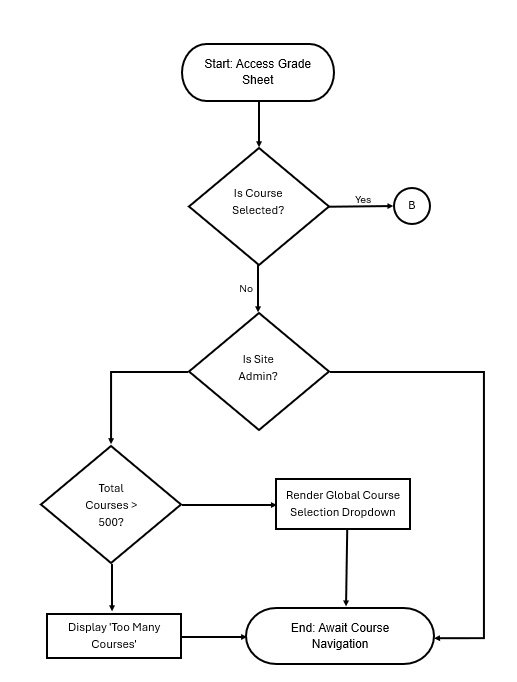 Start: Access Grade
Sheet
Is Course
Selected?
Yes
B
No
Is Site
Admin?
Total
Courses >
500?
Render Global Course
Selection Dropdown
Display 'Too Many
Courses'
End: Await Course
Navigation